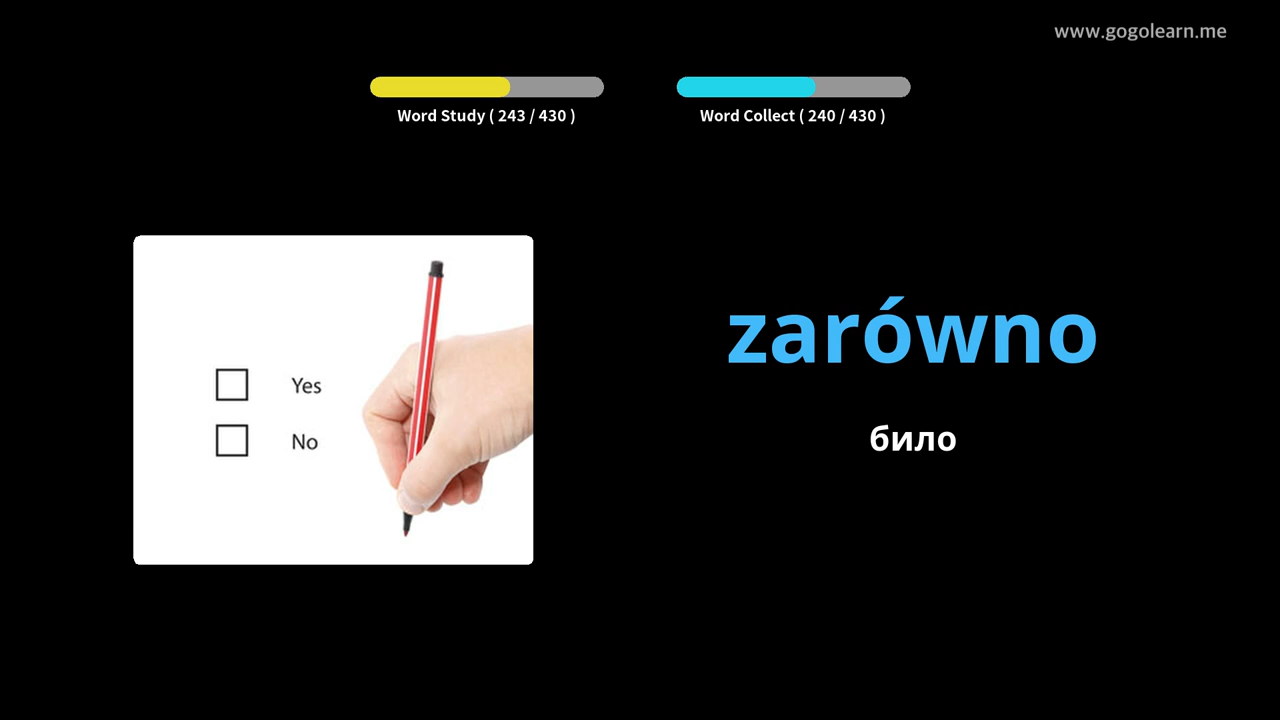 www.gogolearn.me
Word Study ( 243 / 430 )
Word Collect ( 240 / 430 )
Yes
No
zarówno
било